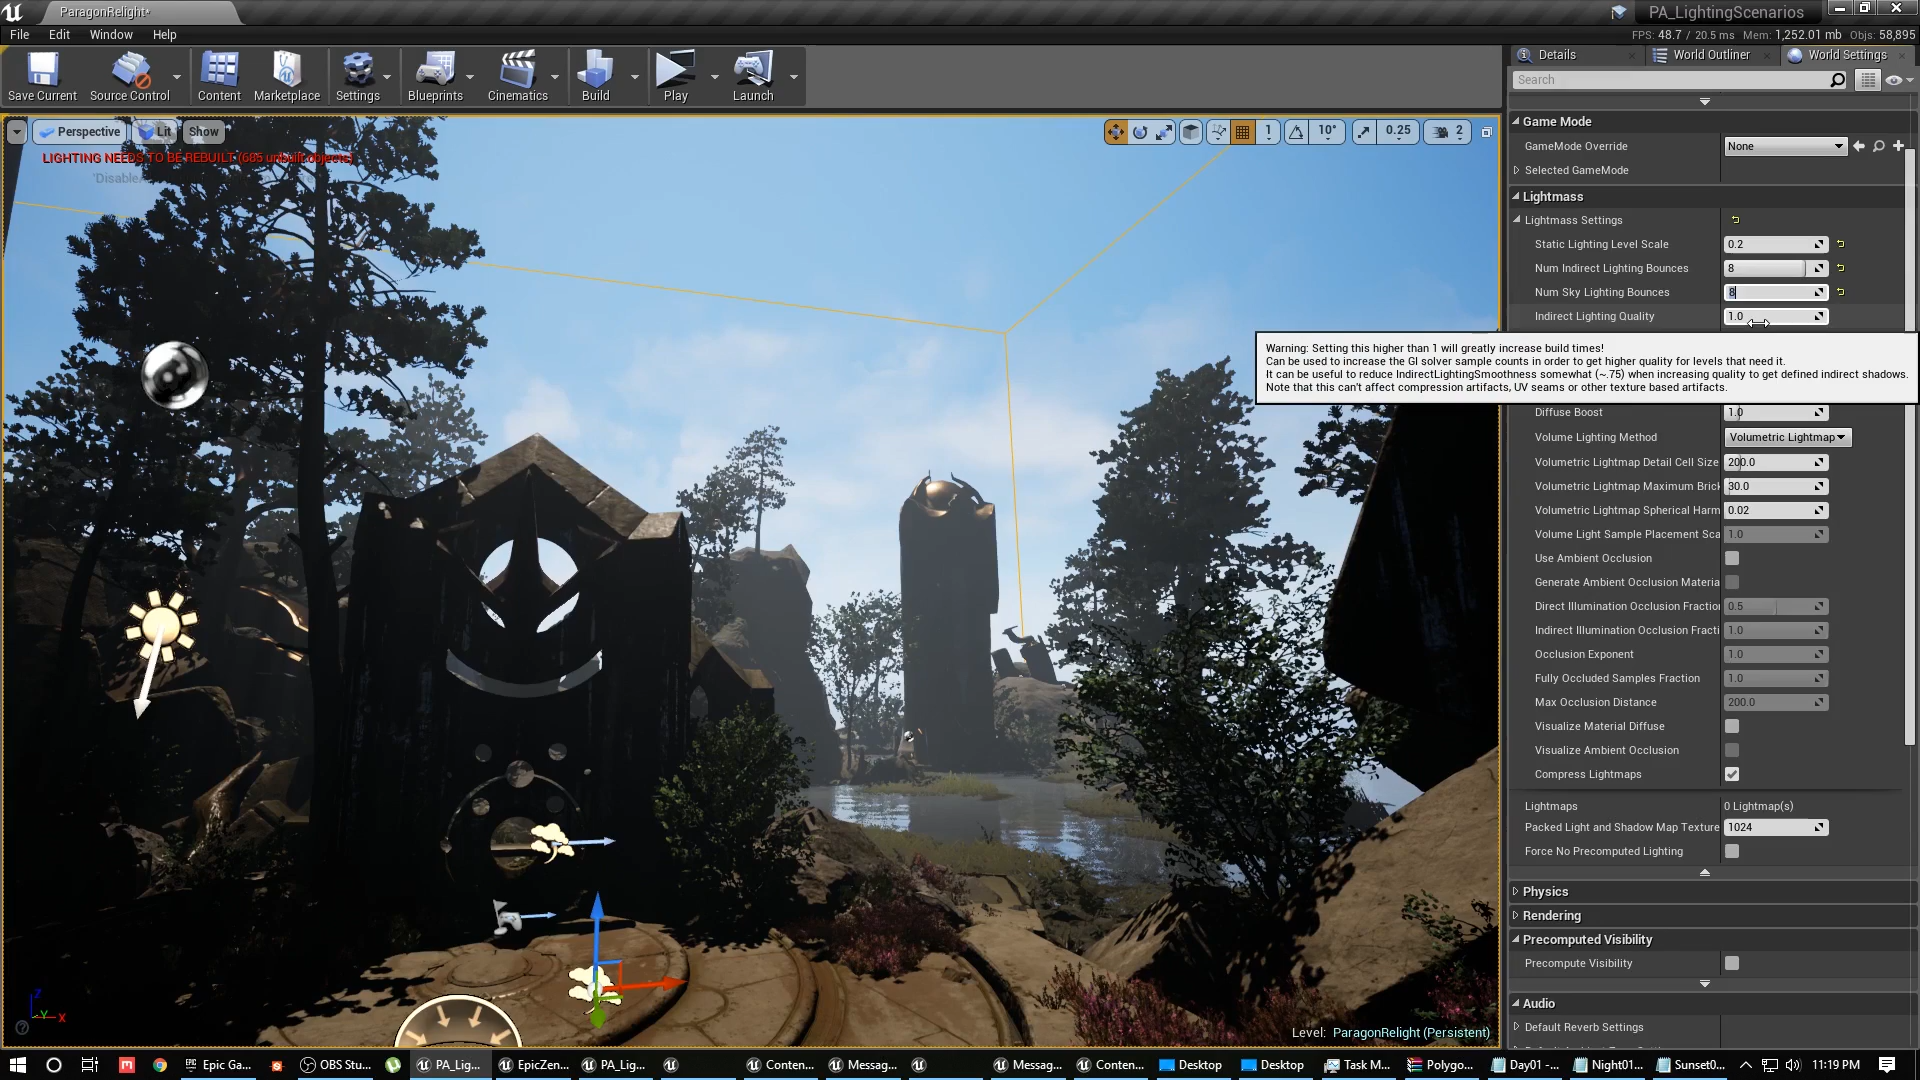 ParagonRelight*
PA_LightingScenarios
File Edit Window Help
FPS: 48.7 / 20.5 ms Mem: 1,252.01 mb Objs: 58,895
Save Current
Source Control
Content
Marketplace
Settings
Blueprints
Cinematics
Build
Play
Launch
Details
World Outliner
World Settings
Search
Perspective
Lit
Show
1
10°
0.25
2
LIGHTING NEEDS TO BE REBUILT (685 unbuilt objects)
Game Mode
GameMode Override None
Selected GameMode
Lightmass
Lightmass Settings
Static Lighting Level Scale 0.2
Num Indirect Lighting Bounces 8
Num Sky Lighting Bounces 8
Indirect Lighting Quality 1.0
Warning: Setting this higher than 1 will greatly increase build times!
Can be used to increase the GI solver sample counts in order to get higher quality for levels that need it.
It can be useful to reduce IndirectLightingSmoothness somewhat (~.75) when increasing quality to get defined indirect shadows.
Note that this can't affect compression artifacts, UV seams or other texture based artifacts.
Diffuse Boost 1.0
Volume Lighting Method Volumetric Lightmap
Volumetric Lightmap Detail Cell Size 200.0
Volumetric Lightmap Maximum Brick 30.0
Volumetric Lightmap Spherical Harm 0.02
Volume Light Sample Placement Sca 1.0
Use Ambient Occlusion
Generate Ambient Occlusion Materia
Direct Illumination Occlusion Fraction 0.5
Indirect Illumination Occlusion Fracti 1.0
Occlusion Exponent 1.0
Fully Occluded Samples Fraction 1.0
Max Occlusion Distance 200.0
Visualize Material Diffuse
Visualize Ambient Occlusion
Compress Lightmaps
Lightmaps 0 Lightmap(s)
Packed Light and Shadow Map Texture 1024
Force No Precomputed Lighting
Physics
Rendering
Precomputed Visibility
Precompute Visibility
Audio
Default Reverb Settings
Level: ParagonRelight (Persistent)
Z
Y
X
Epic Ga...
OBS Stu...
PA_Lig...
EpicZen...
PA_Lig...
Conten...
Messag...
Messag...
Conten...
Desktop
Desktop
Task M...
Polygo...
Day01 -...
Night01...
Sunset0...
11:19 PM